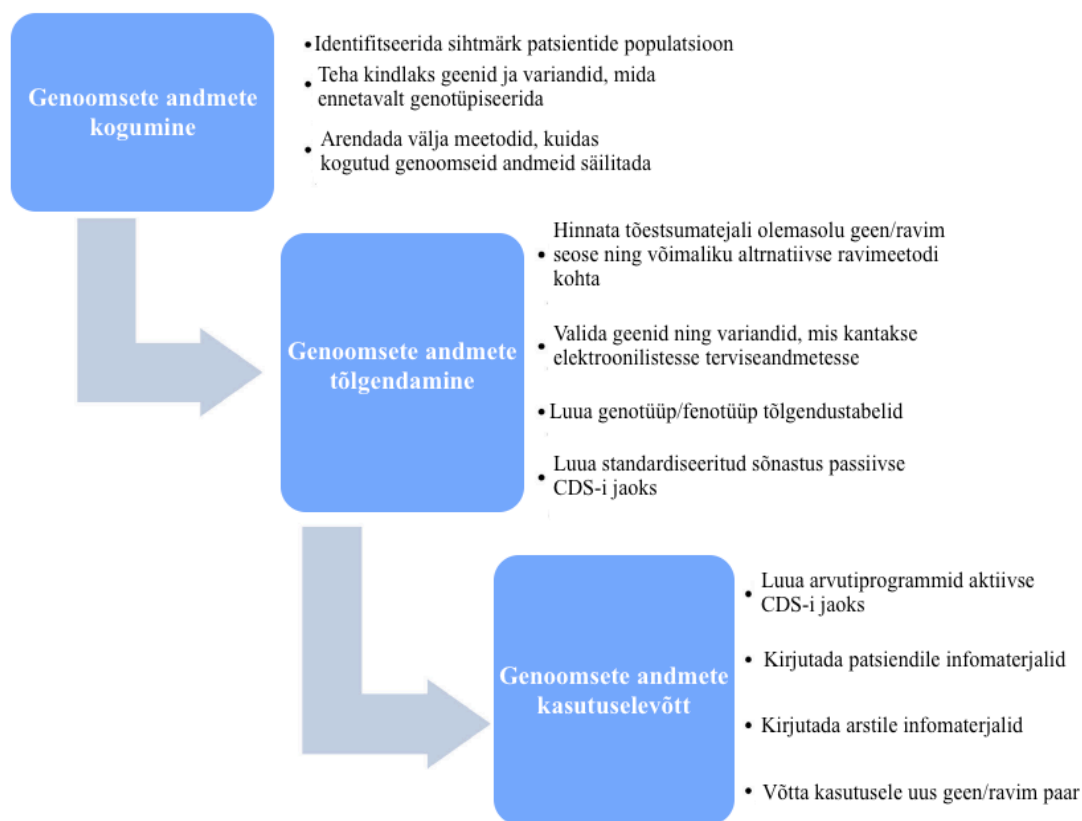 Genoomsete andmete
kogumine
•Identifitseerida sihtmärk patsientide populatsioon
• Teha kindlaks geenid ja variandid, mida
ennetavalt genotüpiseerida
• Arendada välja meetodid, kuidas
kogutud genoomseid andmeid säilitada
Genoomsete andmete
tõlgendamine
Hinnata tõestsumatejali olemasolu geen/ravim
• seose ning võimaliku altrnatiivse ravimeetodi
kohta
• Valida geenid ning variandid, mis kantakse
elektroonilistesse terviseandmetesse
•Luua genotüüp/fenotüüp tõlgendustabelid
• Luua standardiseeritud sõnastus passiivse
CDS-i jaoks
Genoomsete andmete
kasutuselevõtt
• Luua arvutiprogrammid aktiivse
CDS-i jaoks
• Kirjutada patsiendile infomaterjalid
• Kirjutada arstile infomaterjalid
• Võtta kasutusele uus geen/ravim paar